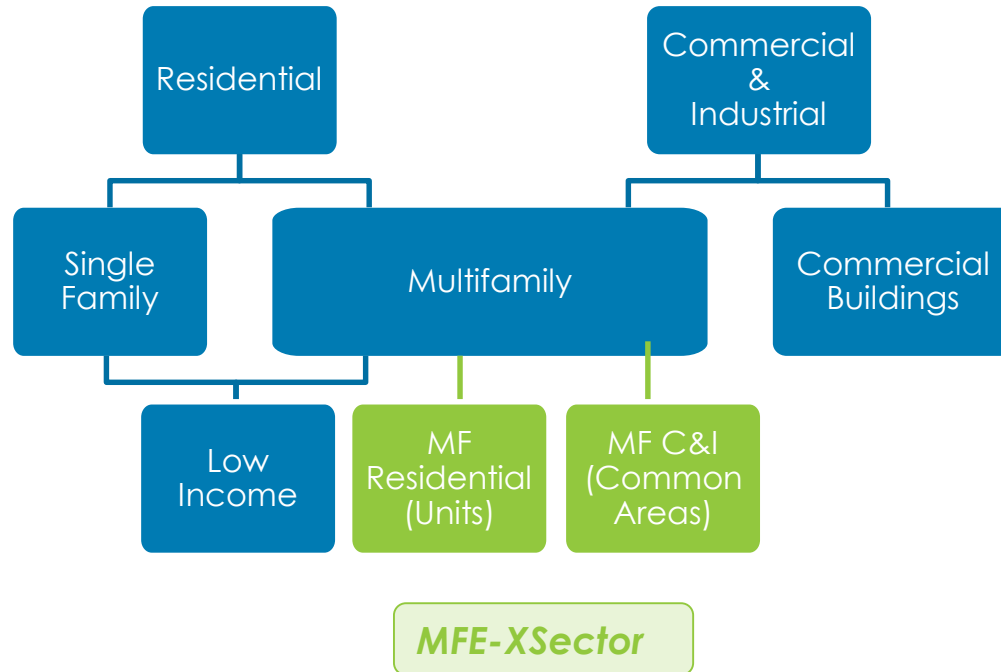 Residential
Commercial
&
Industrial
Single
Family
Multifamily
Commercial
Buildings
Low
Income
MF
Residential
(Units)
MF C&I
(Common
Areas)
MFE-XSector